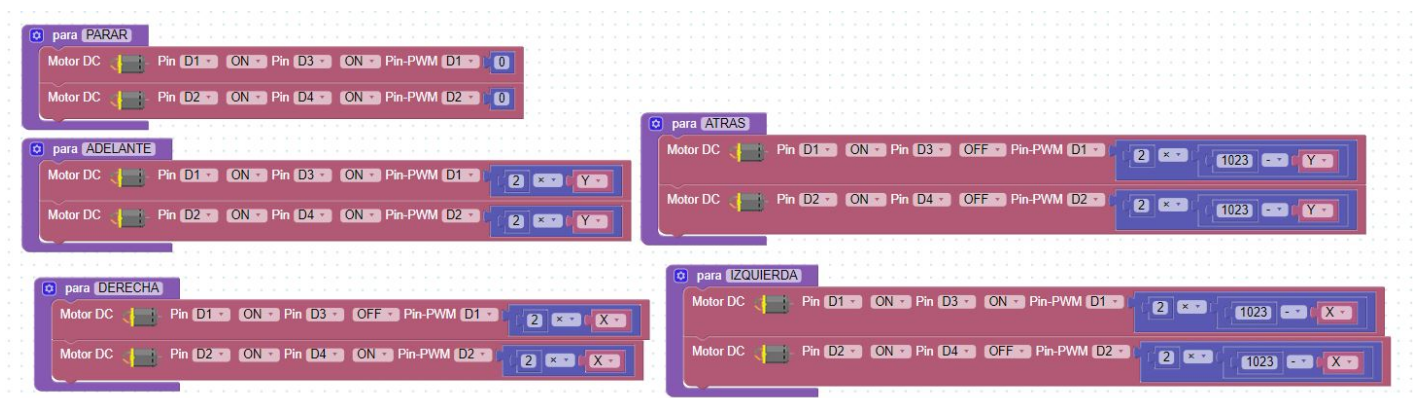 para PARAR
Motor DC Pin D1 ON Pin D3 ON Pin-PWM D1 0
Motor DC Pin D2 ON Pin D4 ON Pin-PWM D2 0
para ADELANTE
Motor DC Pin D1 ON Pin D3 ON Pin-PWM D1 2 × Y
Motor DC Pin D2 ON Pin D4 ON Pin-PWM D2 2 × Y
para ATRAS
Motor DC Pin D1 ON Pin D3 OFF Pin-PWM D1 2 × 1023 - Y
Motor DC Pin D2 ON Pin D4 OFF Pin-PWM D2 2 × 1023 - Y
para DERECHA
Motor DC Pin D1 ON Pin D3 OFF Pin-PWM D1 2 × X
Motor DC Pin D2 ON Pin D4 ON Pin-PWM D2 2 × X
para IZQUIERDA
Motor DC Pin D1 ON Pin D3 ON Pin-PWM D1 2 × 1023 - X
Motor DC Pin D2 ON Pin D4 OFF Pin-PWM D2 2 × 1023 - X